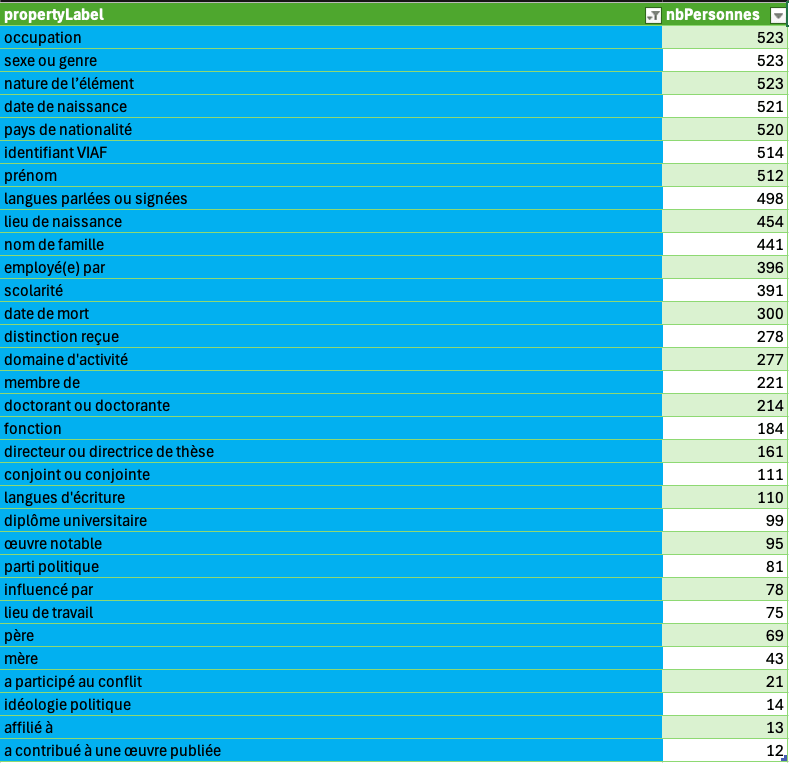 propertyLabel nbPersonnes
occupation 523
sexe ou genre 523
nature de l’élément 523
date de naissance 521
pays de nationalité 520
identifiant VIAF 514
prénom 512
langues parlées ou signées 498
lieu de naissance 454
nom de famille 441
employé(e) par 396
scolarité 391
date de mort 300
distinction reçue 278
domaine d'activité 277
membre de 221
doctorant ou doctorante 214
fonction 184
directeur ou directrice de thèse 161
conjoint ou conjointe 111
langues d'écriture 110
diplôme universitaire 99
œuvre notable 95
parti politique 81
influencé par 78
lieu de travail 75
père 69
mère 43
a participé au conflit 21
idéologie politique 14
affilié à 13
a contribué à une œuvre publiée 12